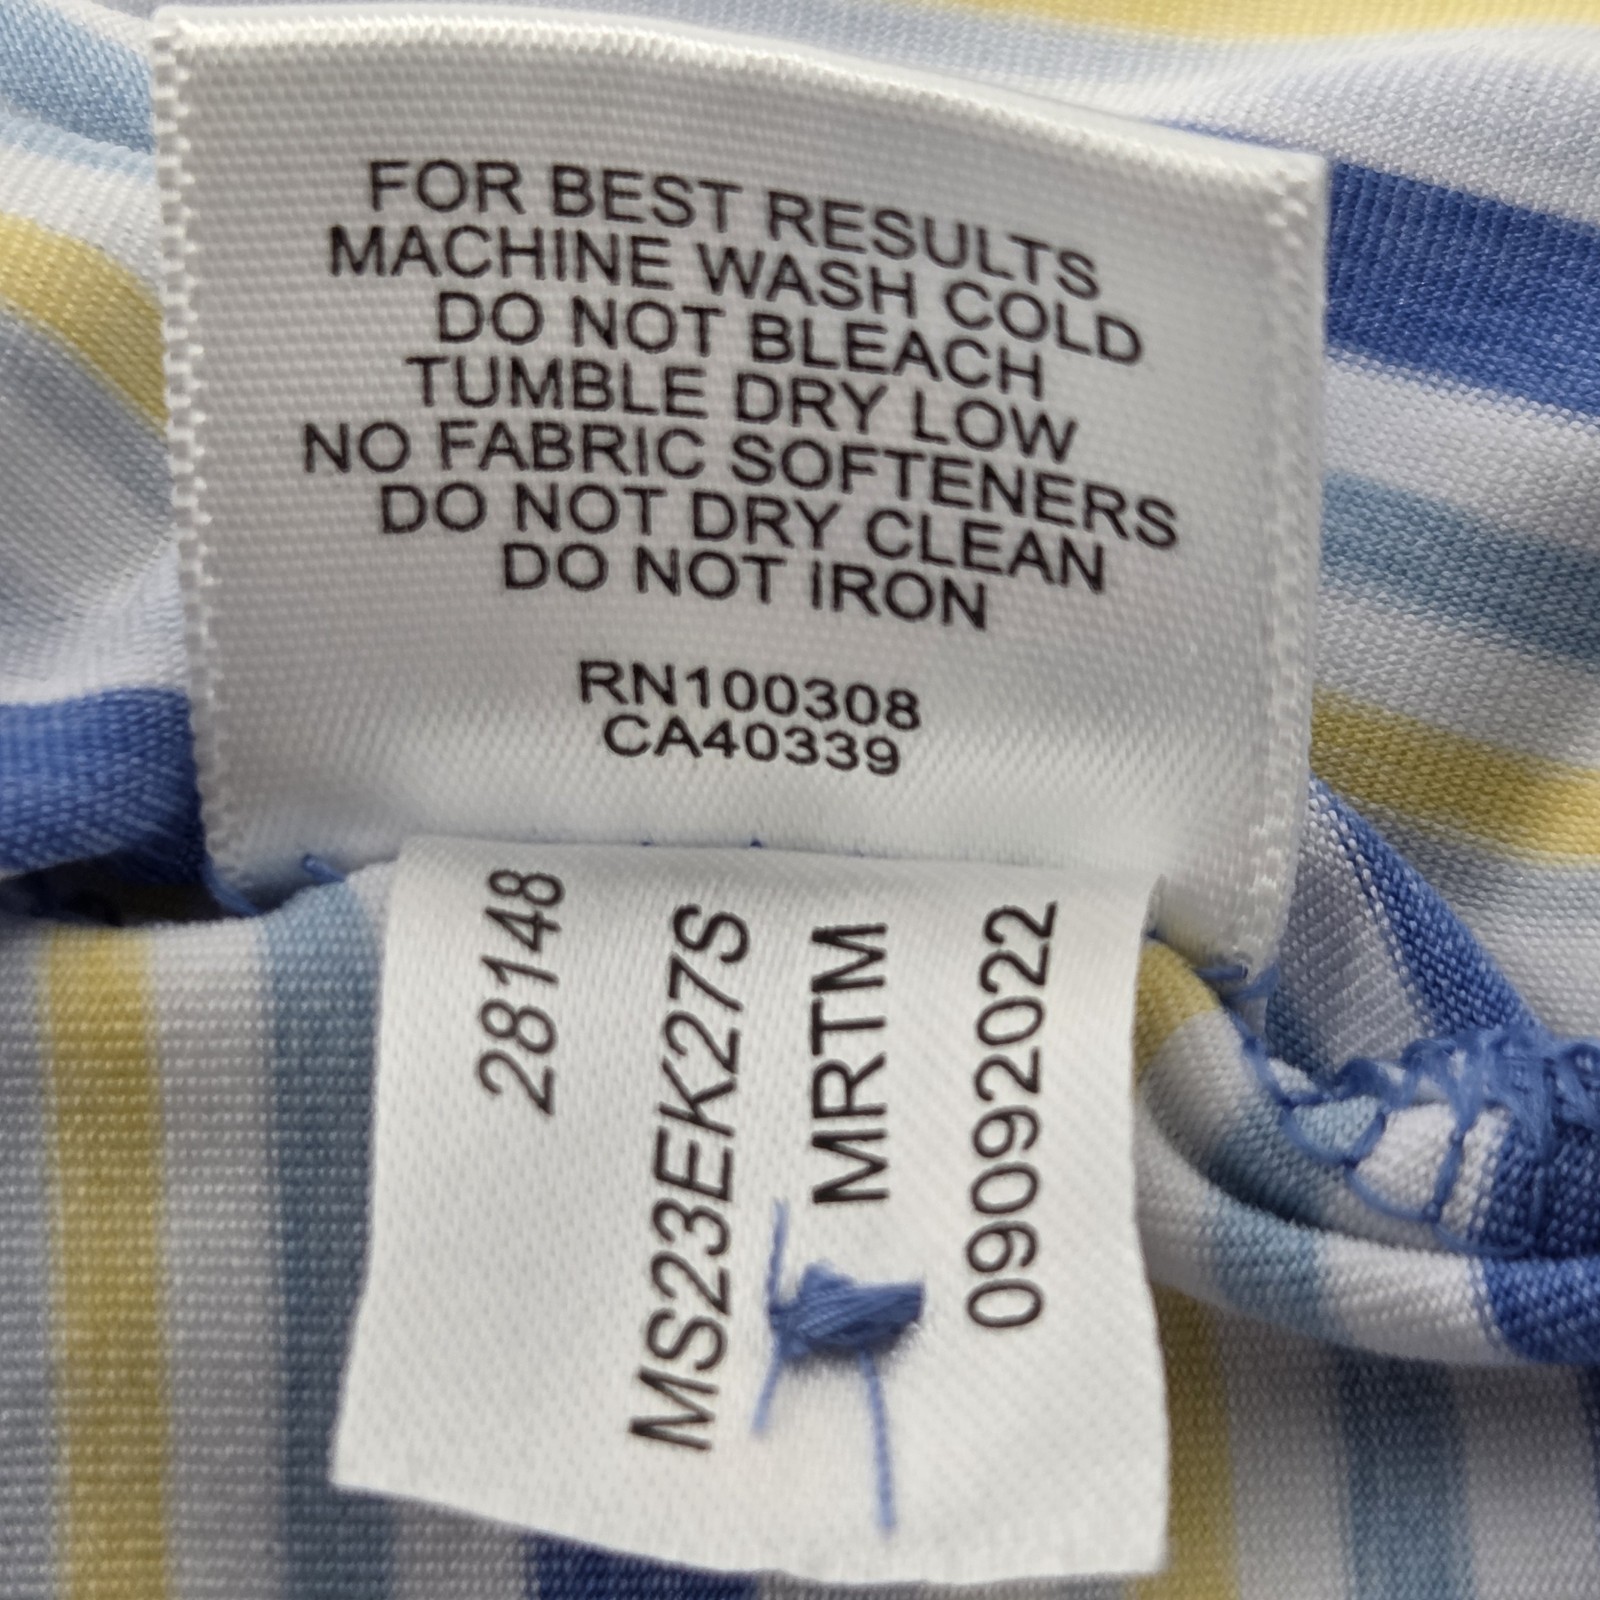 FOR BEST RESULTS
MACHINE WASH COLD
DO NOT BLEACH
TUMBLE DRY LOW
NO FABRIC SOFTENERS
DO NOT DRY CLEAN
DO NOT IRON
RN100308
CA40339
28148
MS23EK27S
MRTM
09092022